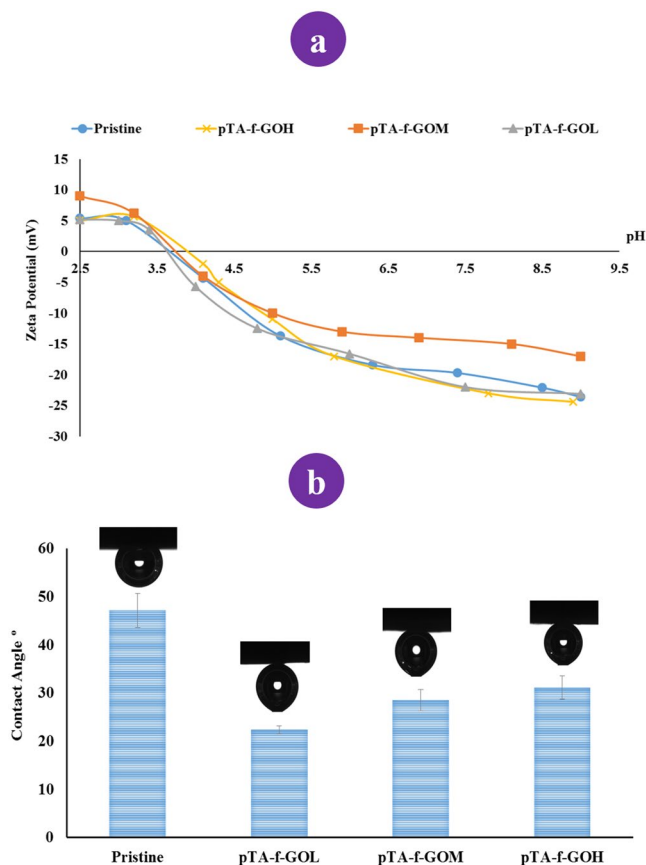 a
Pristine pTA-f-GOH pTA-f-GOM pTA-f-GOL
15
10
5
0
-5
-10
-15
-20
-25
-30
Zeta Potential (mV)
2.5 3.5 4.5 5.5 6.5 7.5 8.5 9.5
pH
b
60
50
40
30
20
10
0
Contact Angle °
Pristine pTA-f-GOL pTA-f-GOM pTA-f-GOH